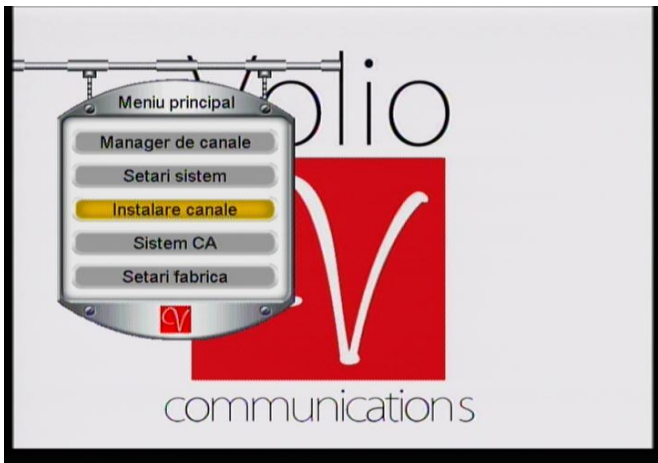 Volio
Meniu principal
Manager de canale
Setari sistem
Instalare canale
Sistem CA
Setari fabrica
V
V
communications